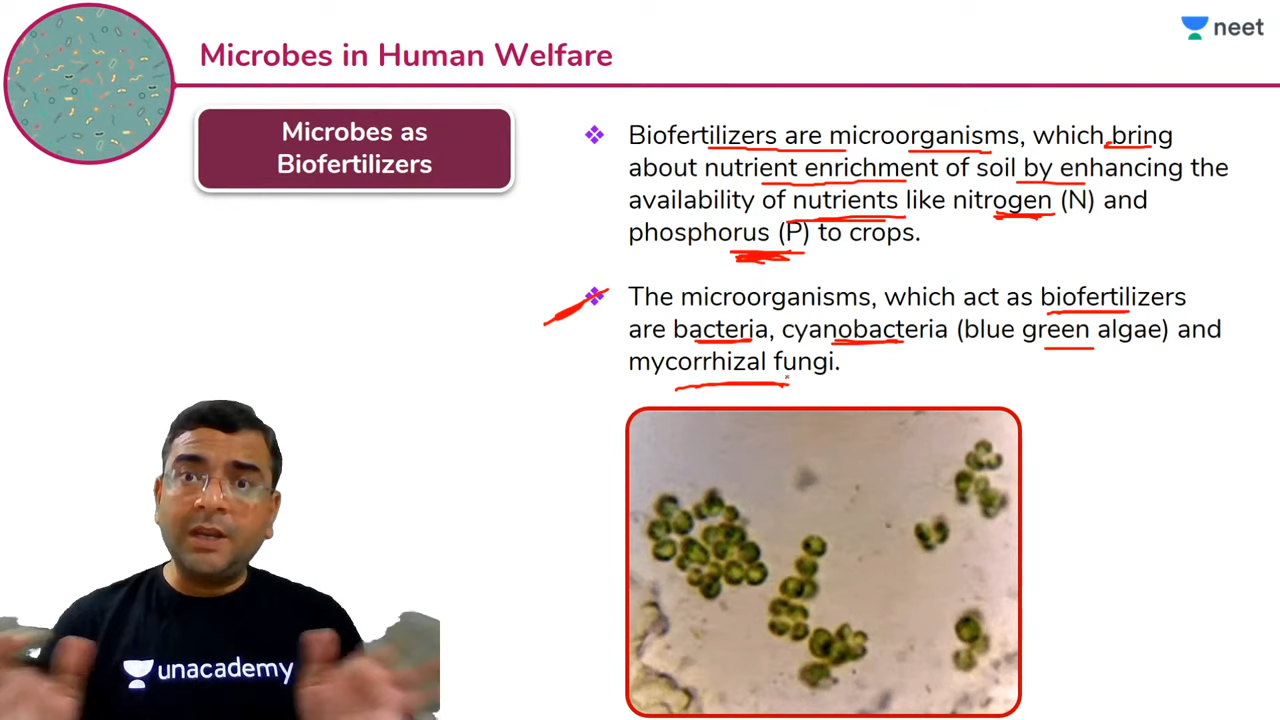 Microbes in Human Welfare
neet
Microbes as
Biofertilizers
❖ Biofertilizers are microorganisms, which bring
about nutrient enrichment of soil by enhancing the
availability of nutrients like nitrogen (N) and
phosphorus (P) to crops.
❖ The microorganisms, which act as biofertilizers
are bacteria, cyanobacteria (blue green algae) and
mycorrhizal fungi.
unacademy